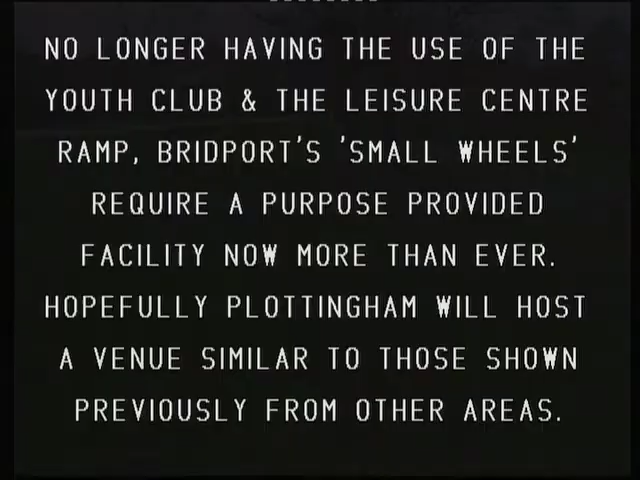 NO LONGER HAVING THE USE OF THE
YOUTH CLUB & THE LEISURE CENTRE
RAMP, BRIDPORT'S 'SMALL WHEELS'
REQUIRE A PURPOSE PROVIDED
FACILITY NOW MORE THAN EVER.
HOPEFULLY PLOTTINGHAM WILL HOST
A VENUE SIMILAR TO THOSE SHOWN
PREVIOUSLY FROM OTHER AREAS.